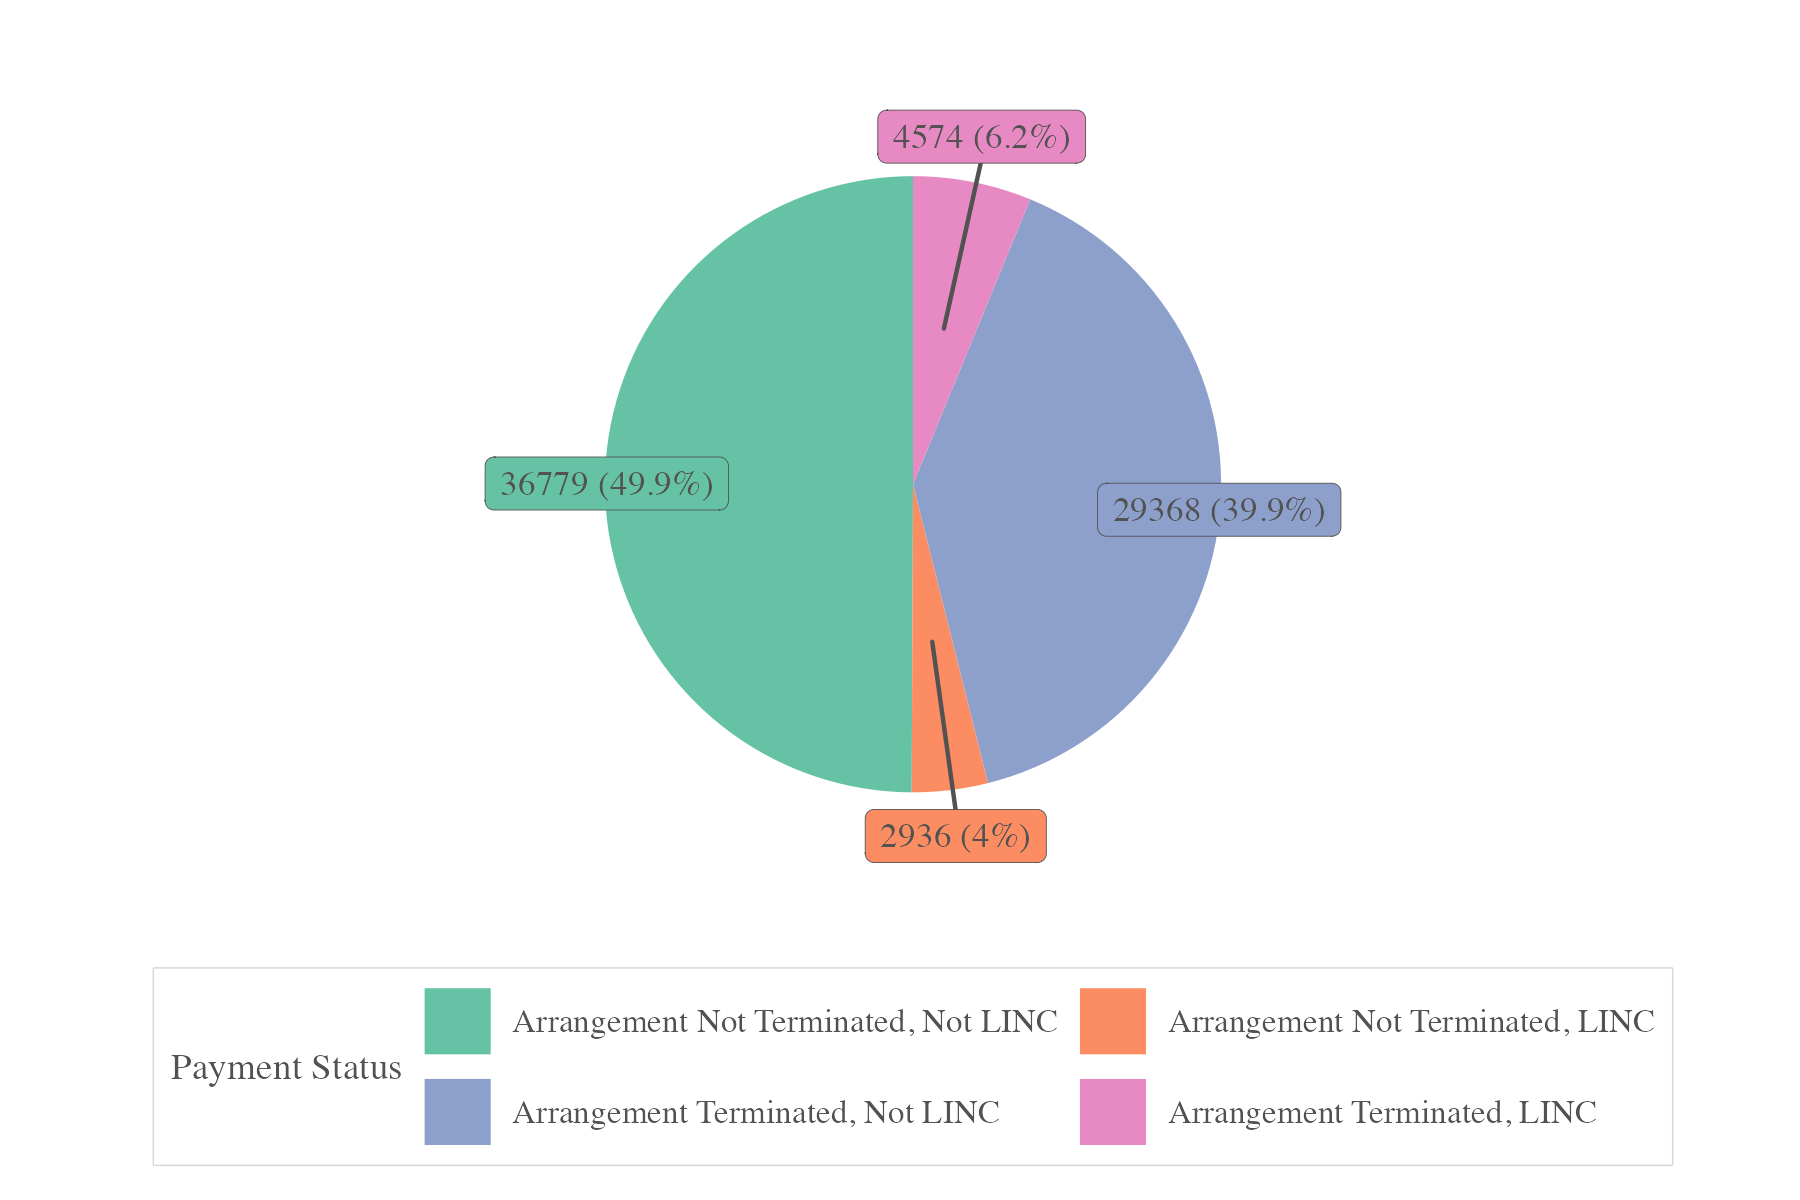 4574 (6.2%)
36779 (49.9%)
29368 (39.9%)
2936 (4%)
Payment Status
Arrangement Not Terminated, Not LINC
Arrangement Not Terminated, LINC
Arrangement Terminated, Not LINC
Arrangement Terminated, LINC